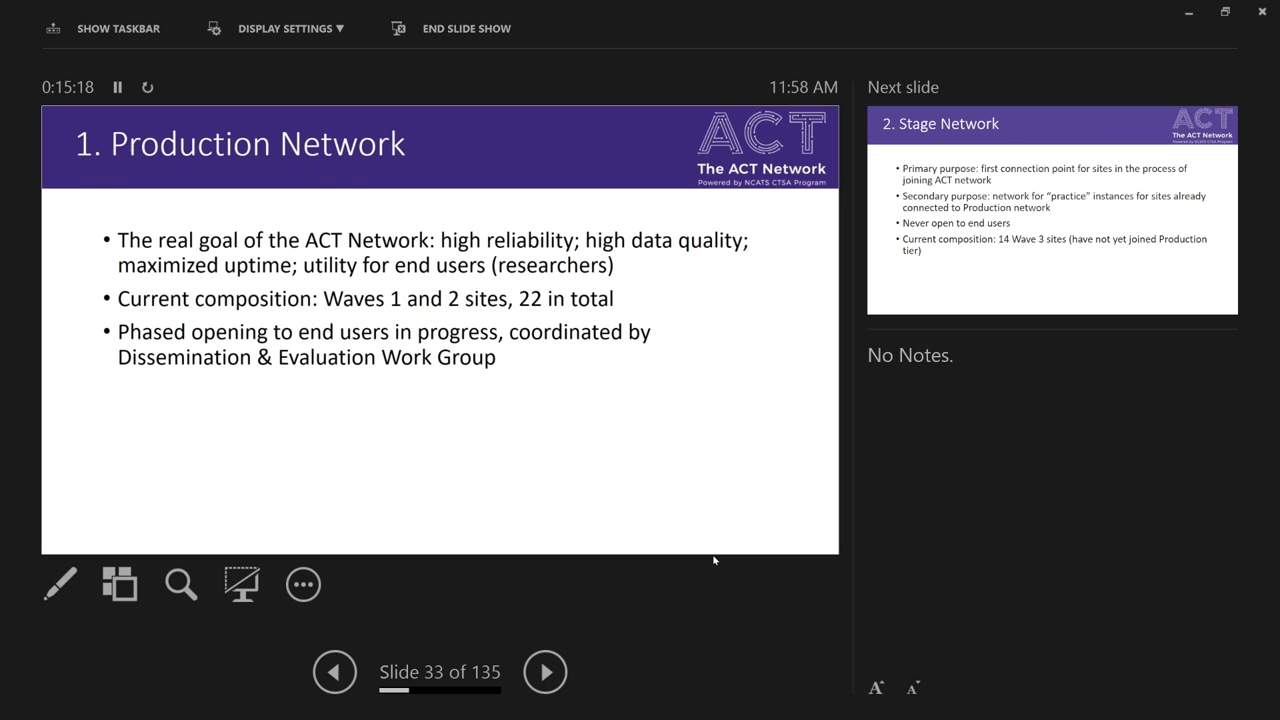 SHOW TASKBAR
DISPLAY SETTINGS ▼
END SLIDE SHOW
0:15:18
11:58 AM
1. Production Network
ACT
The ACT Network
Powered by NCATS CTSA Program
• The real goal of the ACT Network: high reliability; high data quality;
maximized uptime; utility for end users (researchers)
• Current composition: Waves 1 and 2 sites, 22 in total
• Phased opening to end users in progress, coordinated by
Dissemination & Evaluation Work Group
Slide 33 of 135
Next slide
2. Stage Network
ACT
The ACT Network
Powered by NCATS CTSA Program
• Primary purpose: first connection point for sites in the process of
joining ACT network
• Secondary purpose: network for “practice” instances for sites already
connected to Production network
• Never open to end users
• Current composition: 14 Wave 3 sites (have not yet joined Production
tier)
No Notes.
A A